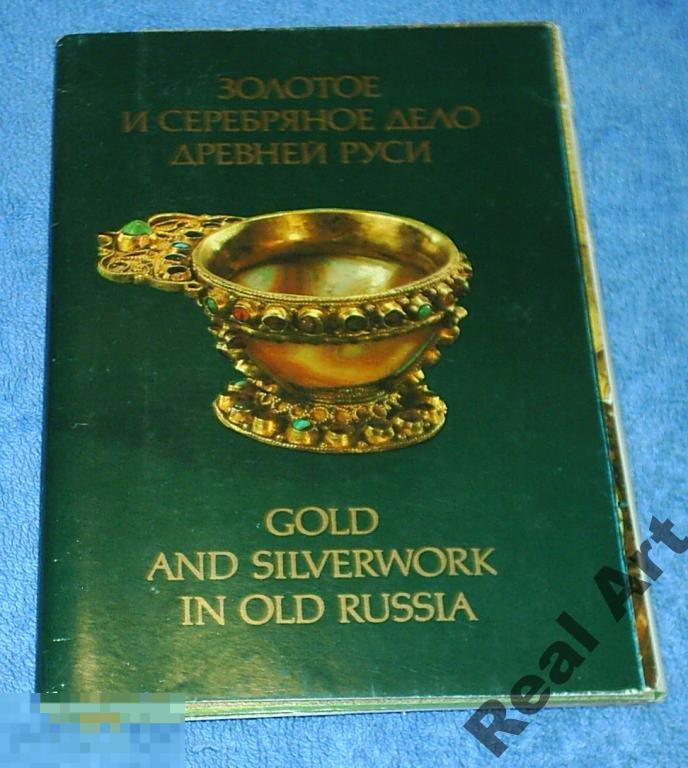 ЗОЛОТОЕ
И СЕРЕБРЯНОЕ ДЕЛО
ДРЕВНЕЙ РУСИ
GOLD
AND SILVERWORK
IN OLD RUSSIA
Real Art